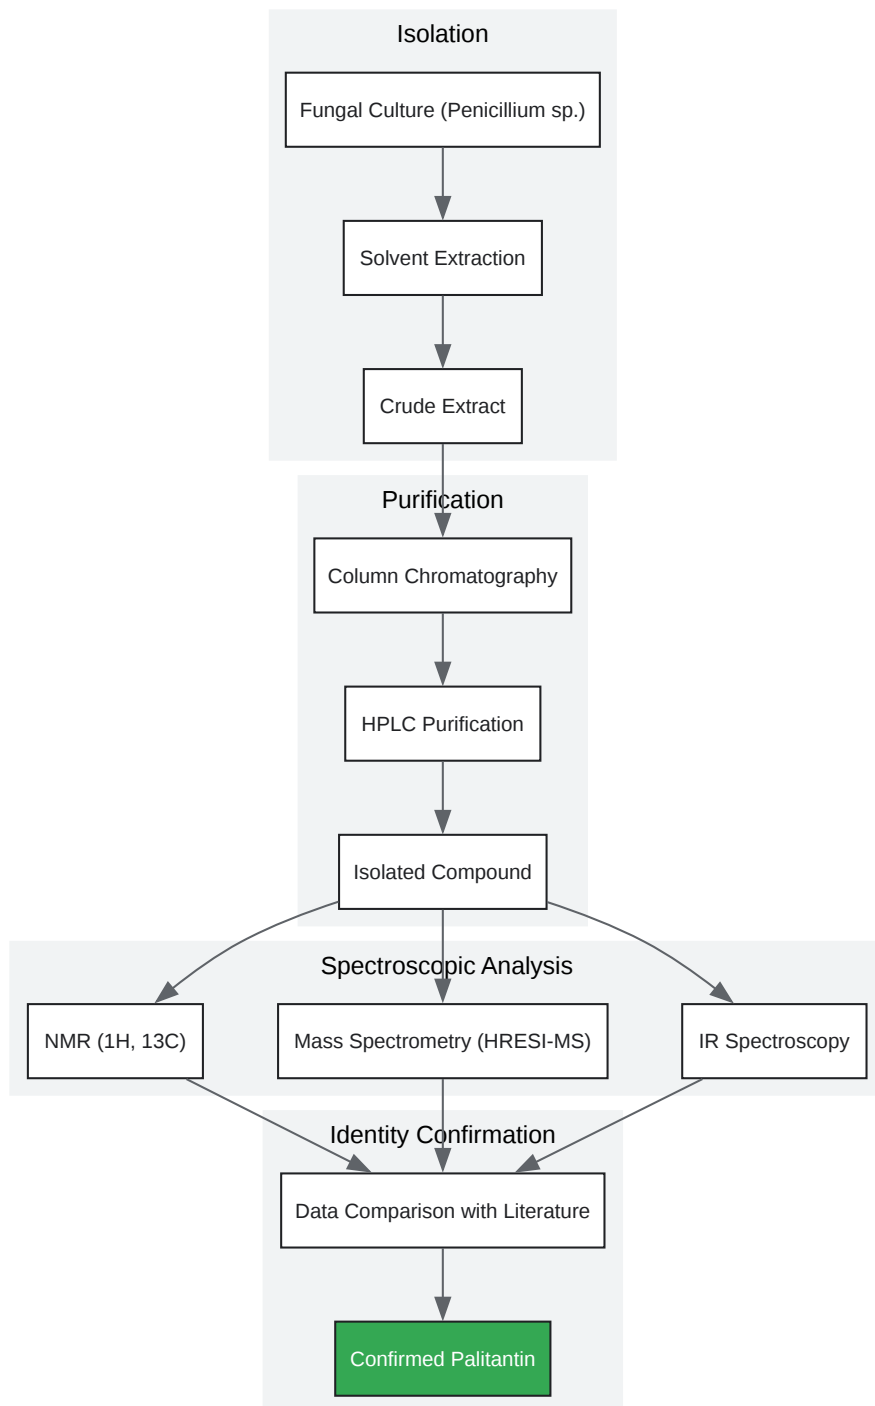 Isolation
Fungal Culture (Penicillium sp.)
Solvent Extraction
Crude Extract
Purification
Column Chromatography
HPLC Purification
Isolated Compound
Spectroscopic Analysis
NMR (1H, 13C)
Mass Spectrometry (HRESI-MS)
IR Spectroscopy
Identity Confirmation
Data Comparison with Literature
Confirmed Palitantin